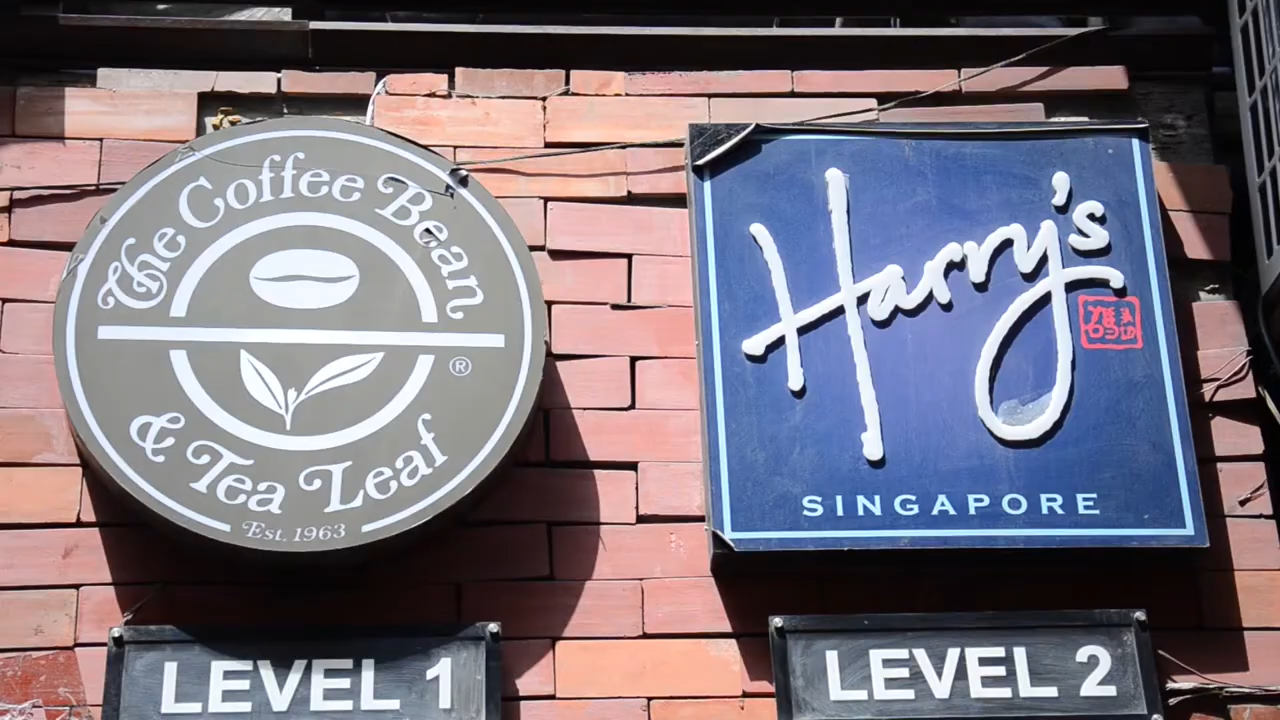 The Coffee Bean
®
& Tea Leaf
Est. 1963
LEVEL 1
Harry's
SINGAPORE
LEVEL 2